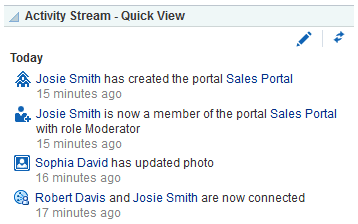 Activity Stream - Quick View
Today
Josie Smith has created the portal Sales Portal
15 minutes ago
Josie Smith is now a member of the portal Sales Portal
with role Moderator
15 minutes ago
Sophia David has updated photo
16 minutes ago
Robert Davis and Josie Smith are now connected
17 minutes ago